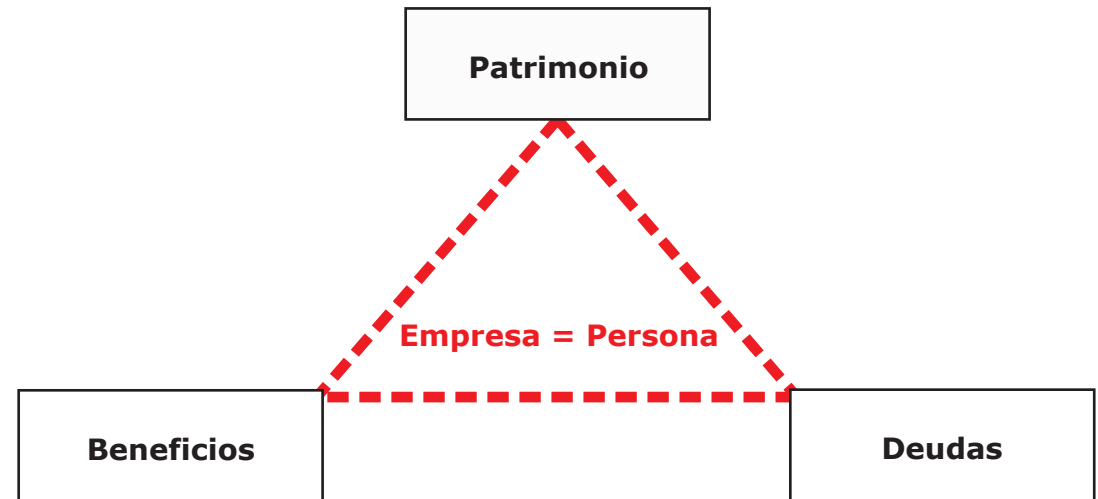 Patrimonio
Empresa = Persona
Beneficios
Deudas